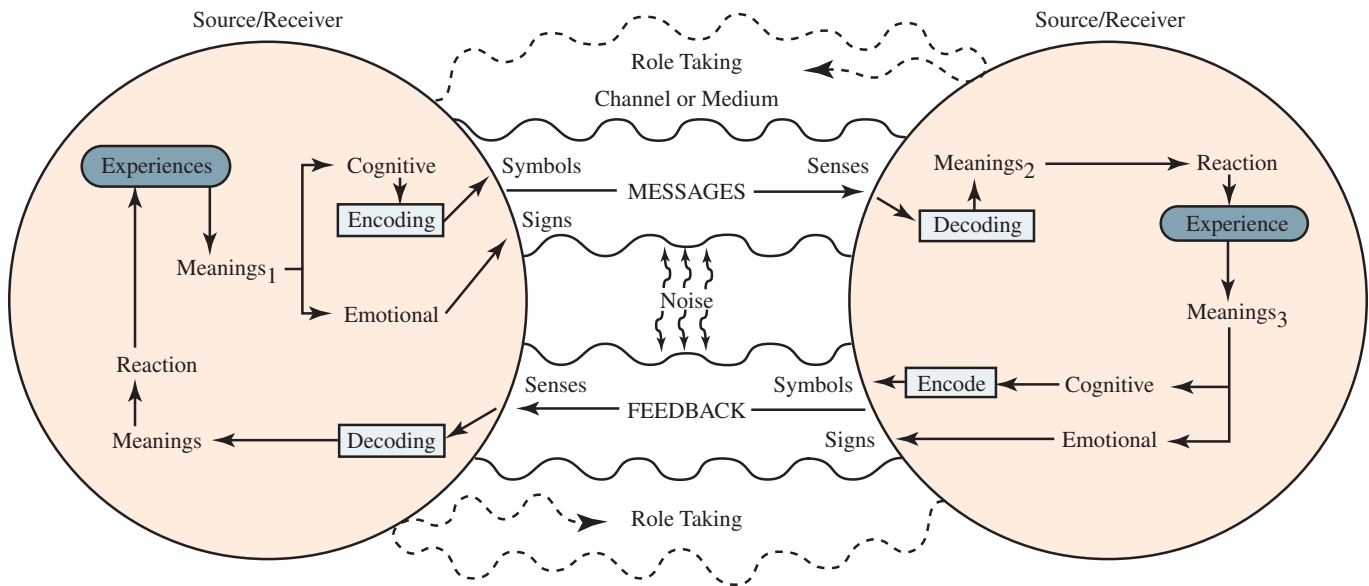 Source/Receiver
Source/Receiver
Role Taking
Channel or Medium
Experiences
Cognitive
Symbols
Senses
Meanings2
Reaction
MESSAGES
Encoding
Signs
Decoding
Experience
Meanings1
Noise
Emotional
Meanings3
Reaction
Senses
Symbols
Encode
Cognitive
FEEDBACK
Meanings
Decoding
Signs
Emotional
Role Taking